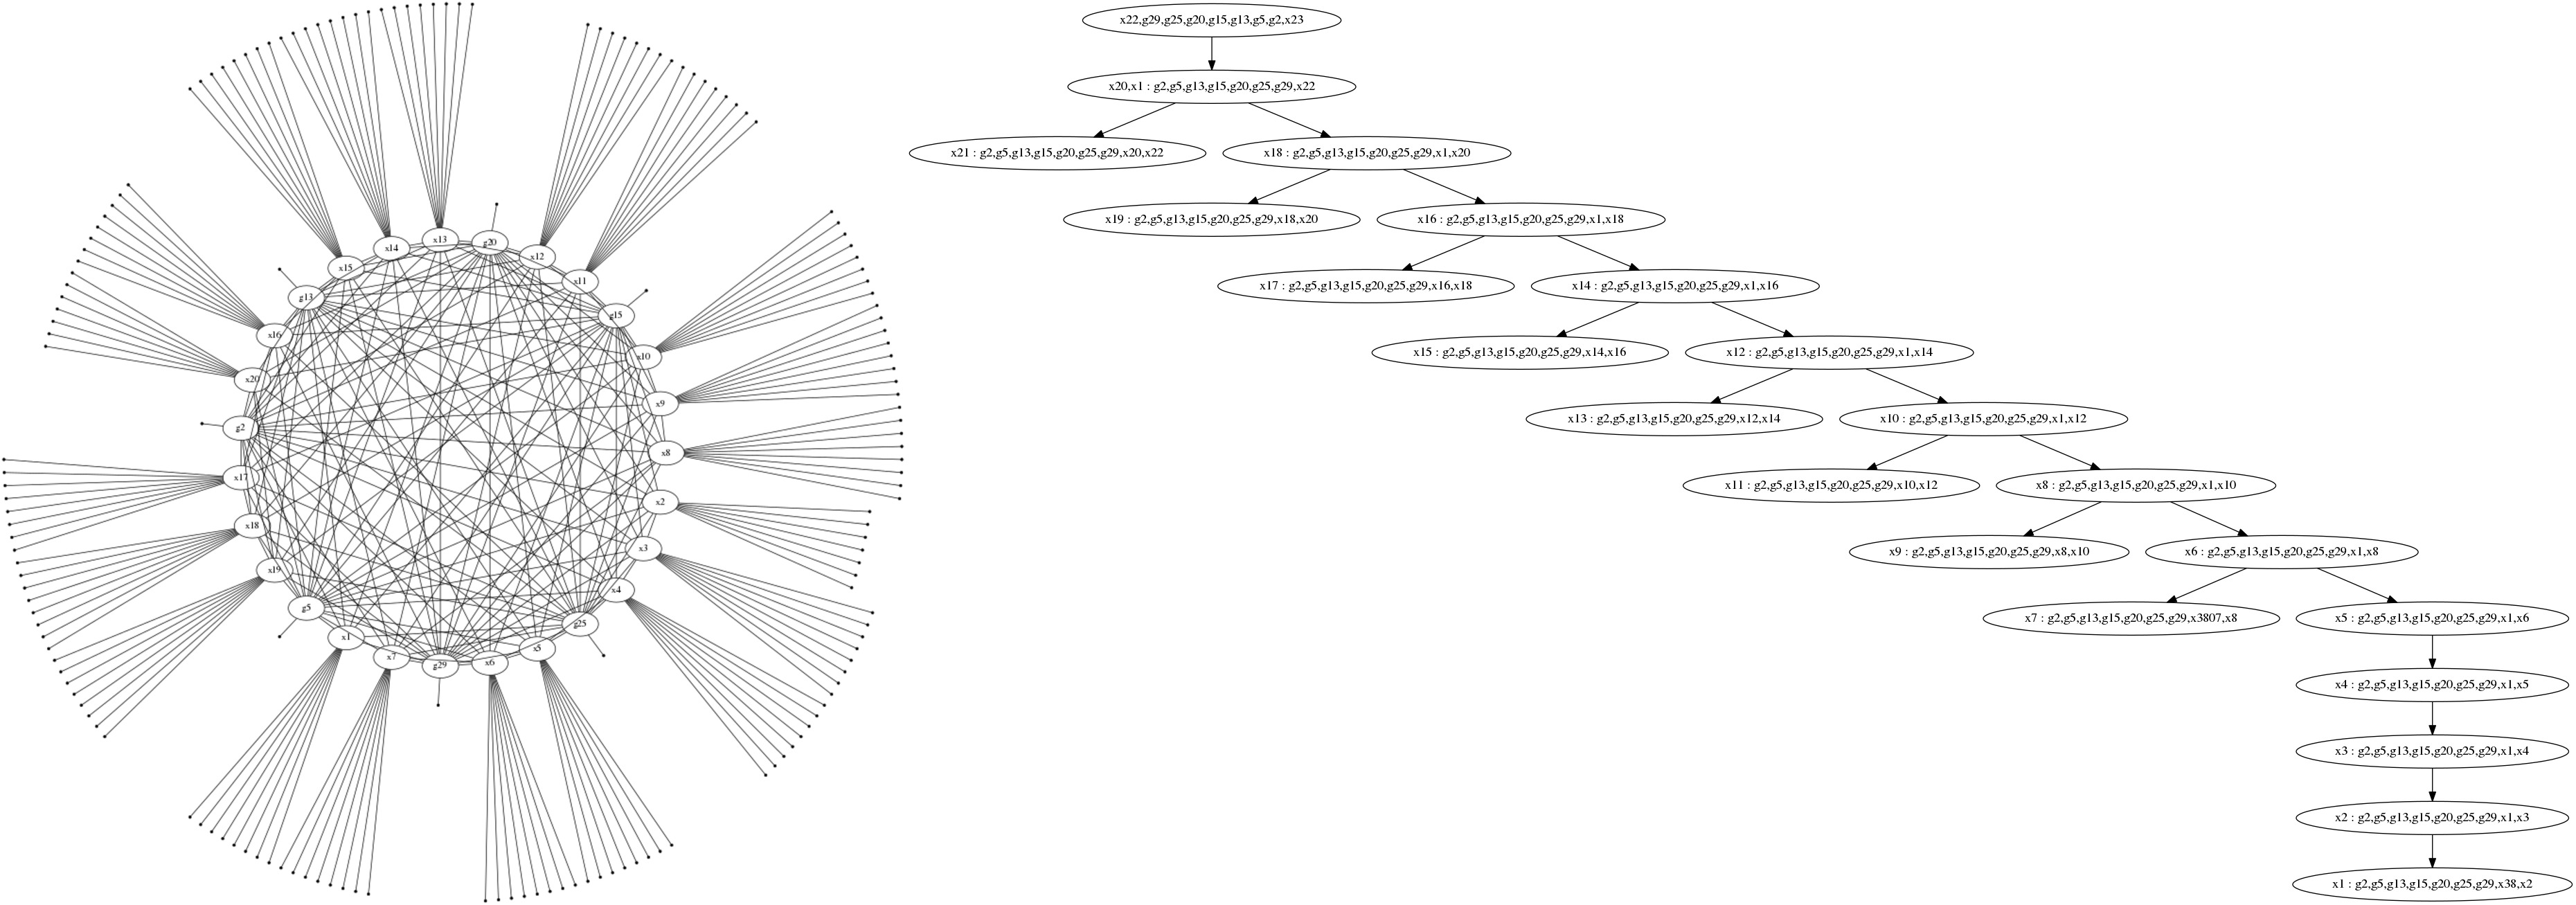 x13
g20
x14
x12
x15
x11
g13
g15
x16
x10
x20
x9
g2
x8
x17
x2
x18
x3
x19
x4
g5
g25
x1
x5
x7
g29
x6
x22,g29,g25,g20,g15,g13,g5,g2,x23
x20,x1 : g2,g5,g13,g15,g20,g25,g29,x22
x21 : g2,g5,g13,g15,g20,g25,g29,x20,x22
x18 : g2,g5,g13,g15,g20,g25,g29,x1,x20
x19 : g2,g5,g13,g15,g20,g25,g29,x18,x20
x16 : g2,g5,g13,g15,g20,g25,g29,x1,x18
x17 : g2,g5,g13,g15,g20,g25,g29,x16,x18
x14 : g2,g5,g13,g15,g20,g25,g29,x1,x16
x15 : g2,g5,g13,g15,g20,g25,g29,x14,x16
x12 : g2,g5,g13,g15,g20,g25,g29,x1,x14
x13 : g2,g5,g13,g15,g20,g25,g29,x12,x14
x10 : g2,g5,g13,g15,g20,g25,g29,x1,x12
x11 : g2,g5,g13,g15,g20,g25,g29,x10,x12
x8 : g2,g5,g13,g15,g20,g25,g29,x1,x10
x9 : g2,g5,g13,g15,g20,g25,g29,x8,x10
x6 : g2,g5,g13,g15,g20,g25,g29,x1,x8
x7 : g2,g5,g13,g15,g20,g25,g29,x3807,x8
x5 : g2,g5,g13,g15,g20,g25,g29,x1,x6
x4 : g2,g5,g13,g15,g20,g25,g29,x1,x5
x3 : g2,g5,g13,g15,g20,g25,g29,x1,x4
x2 : g2,g5,g13,g15,g20,g25,g29,x1,x3
x1 : g2,g5,g13,g15,g20,g25,g29,x38,x2